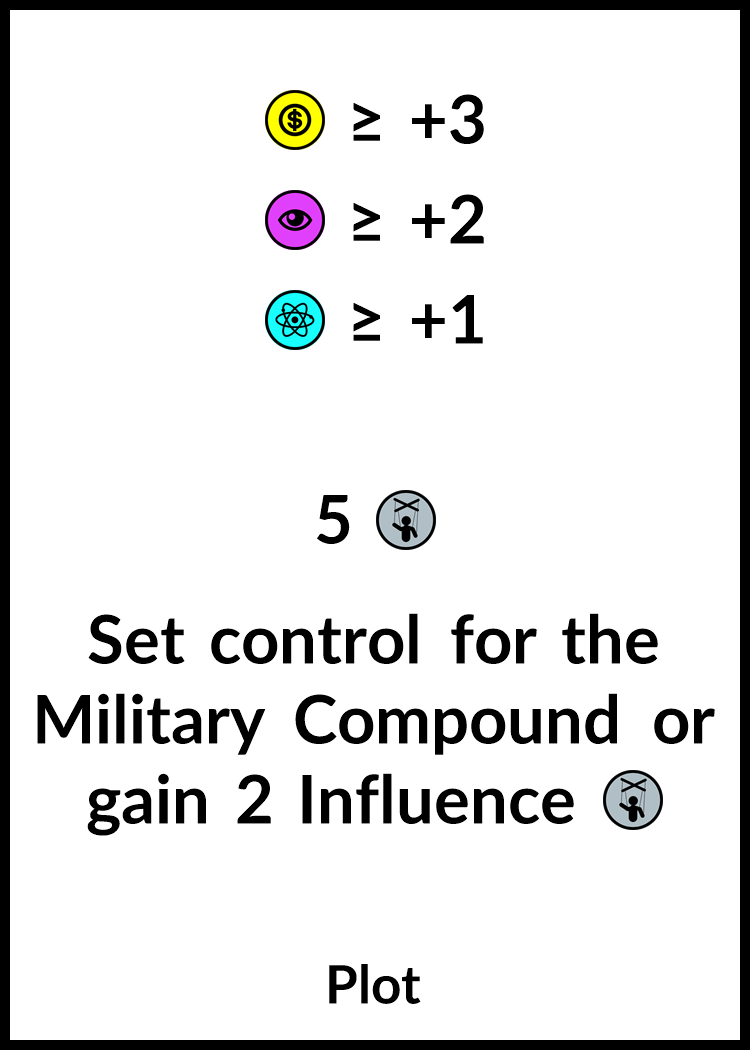 $ ≥ +3
≥ +2
≥ +1
5
Set control for the
Military Compound or
gain 2 Influence
Plot